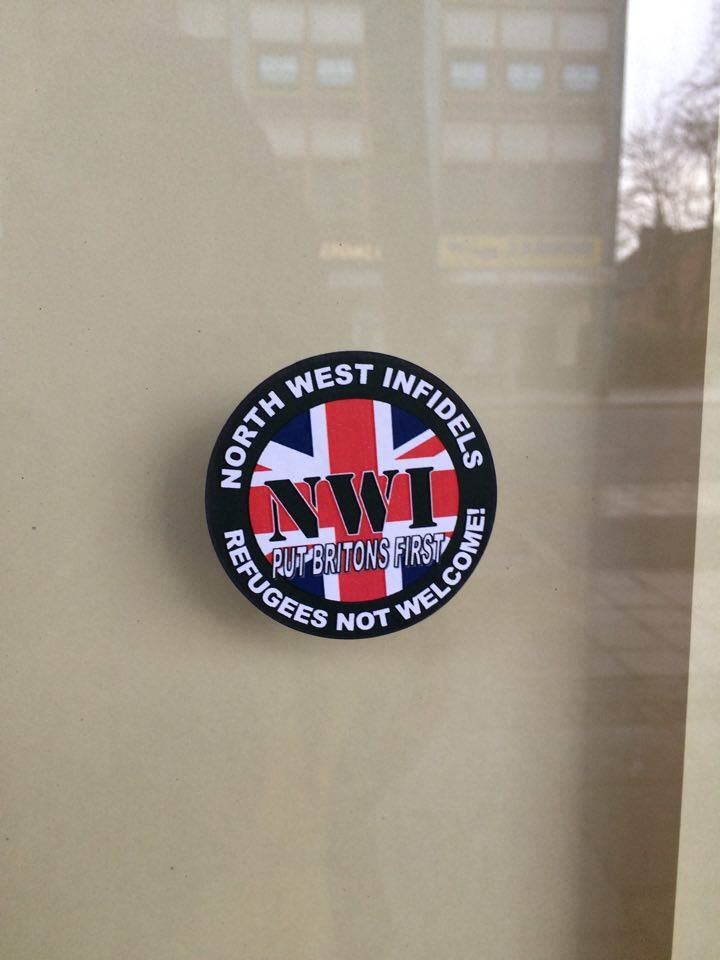 NORTH WEST INFIDELS
NWI
PUT BRITONS FIRST
REFUGEES NOT WELCOME!